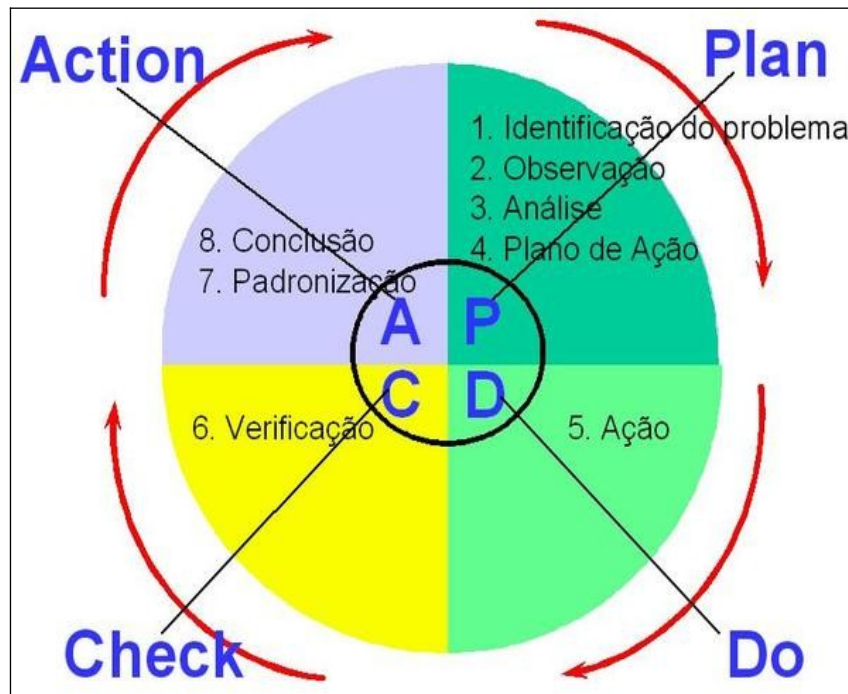 Action
Plan
1. Identificação do problema
2. Observação
3. Análise
4. Plano de Ação
8. Conclusão
7. Padronização
A P
C D
6. Verificação
5. Ação
Check
Do